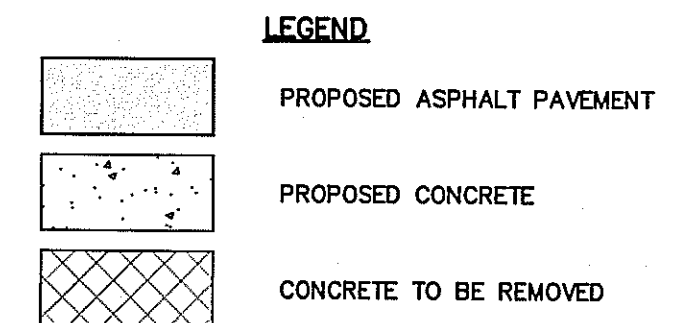 LEGEND
PROPOSED ASPHALT PAVEMENT
PROPOSED CONCRETE
CONCRETE TO BE REMOVED